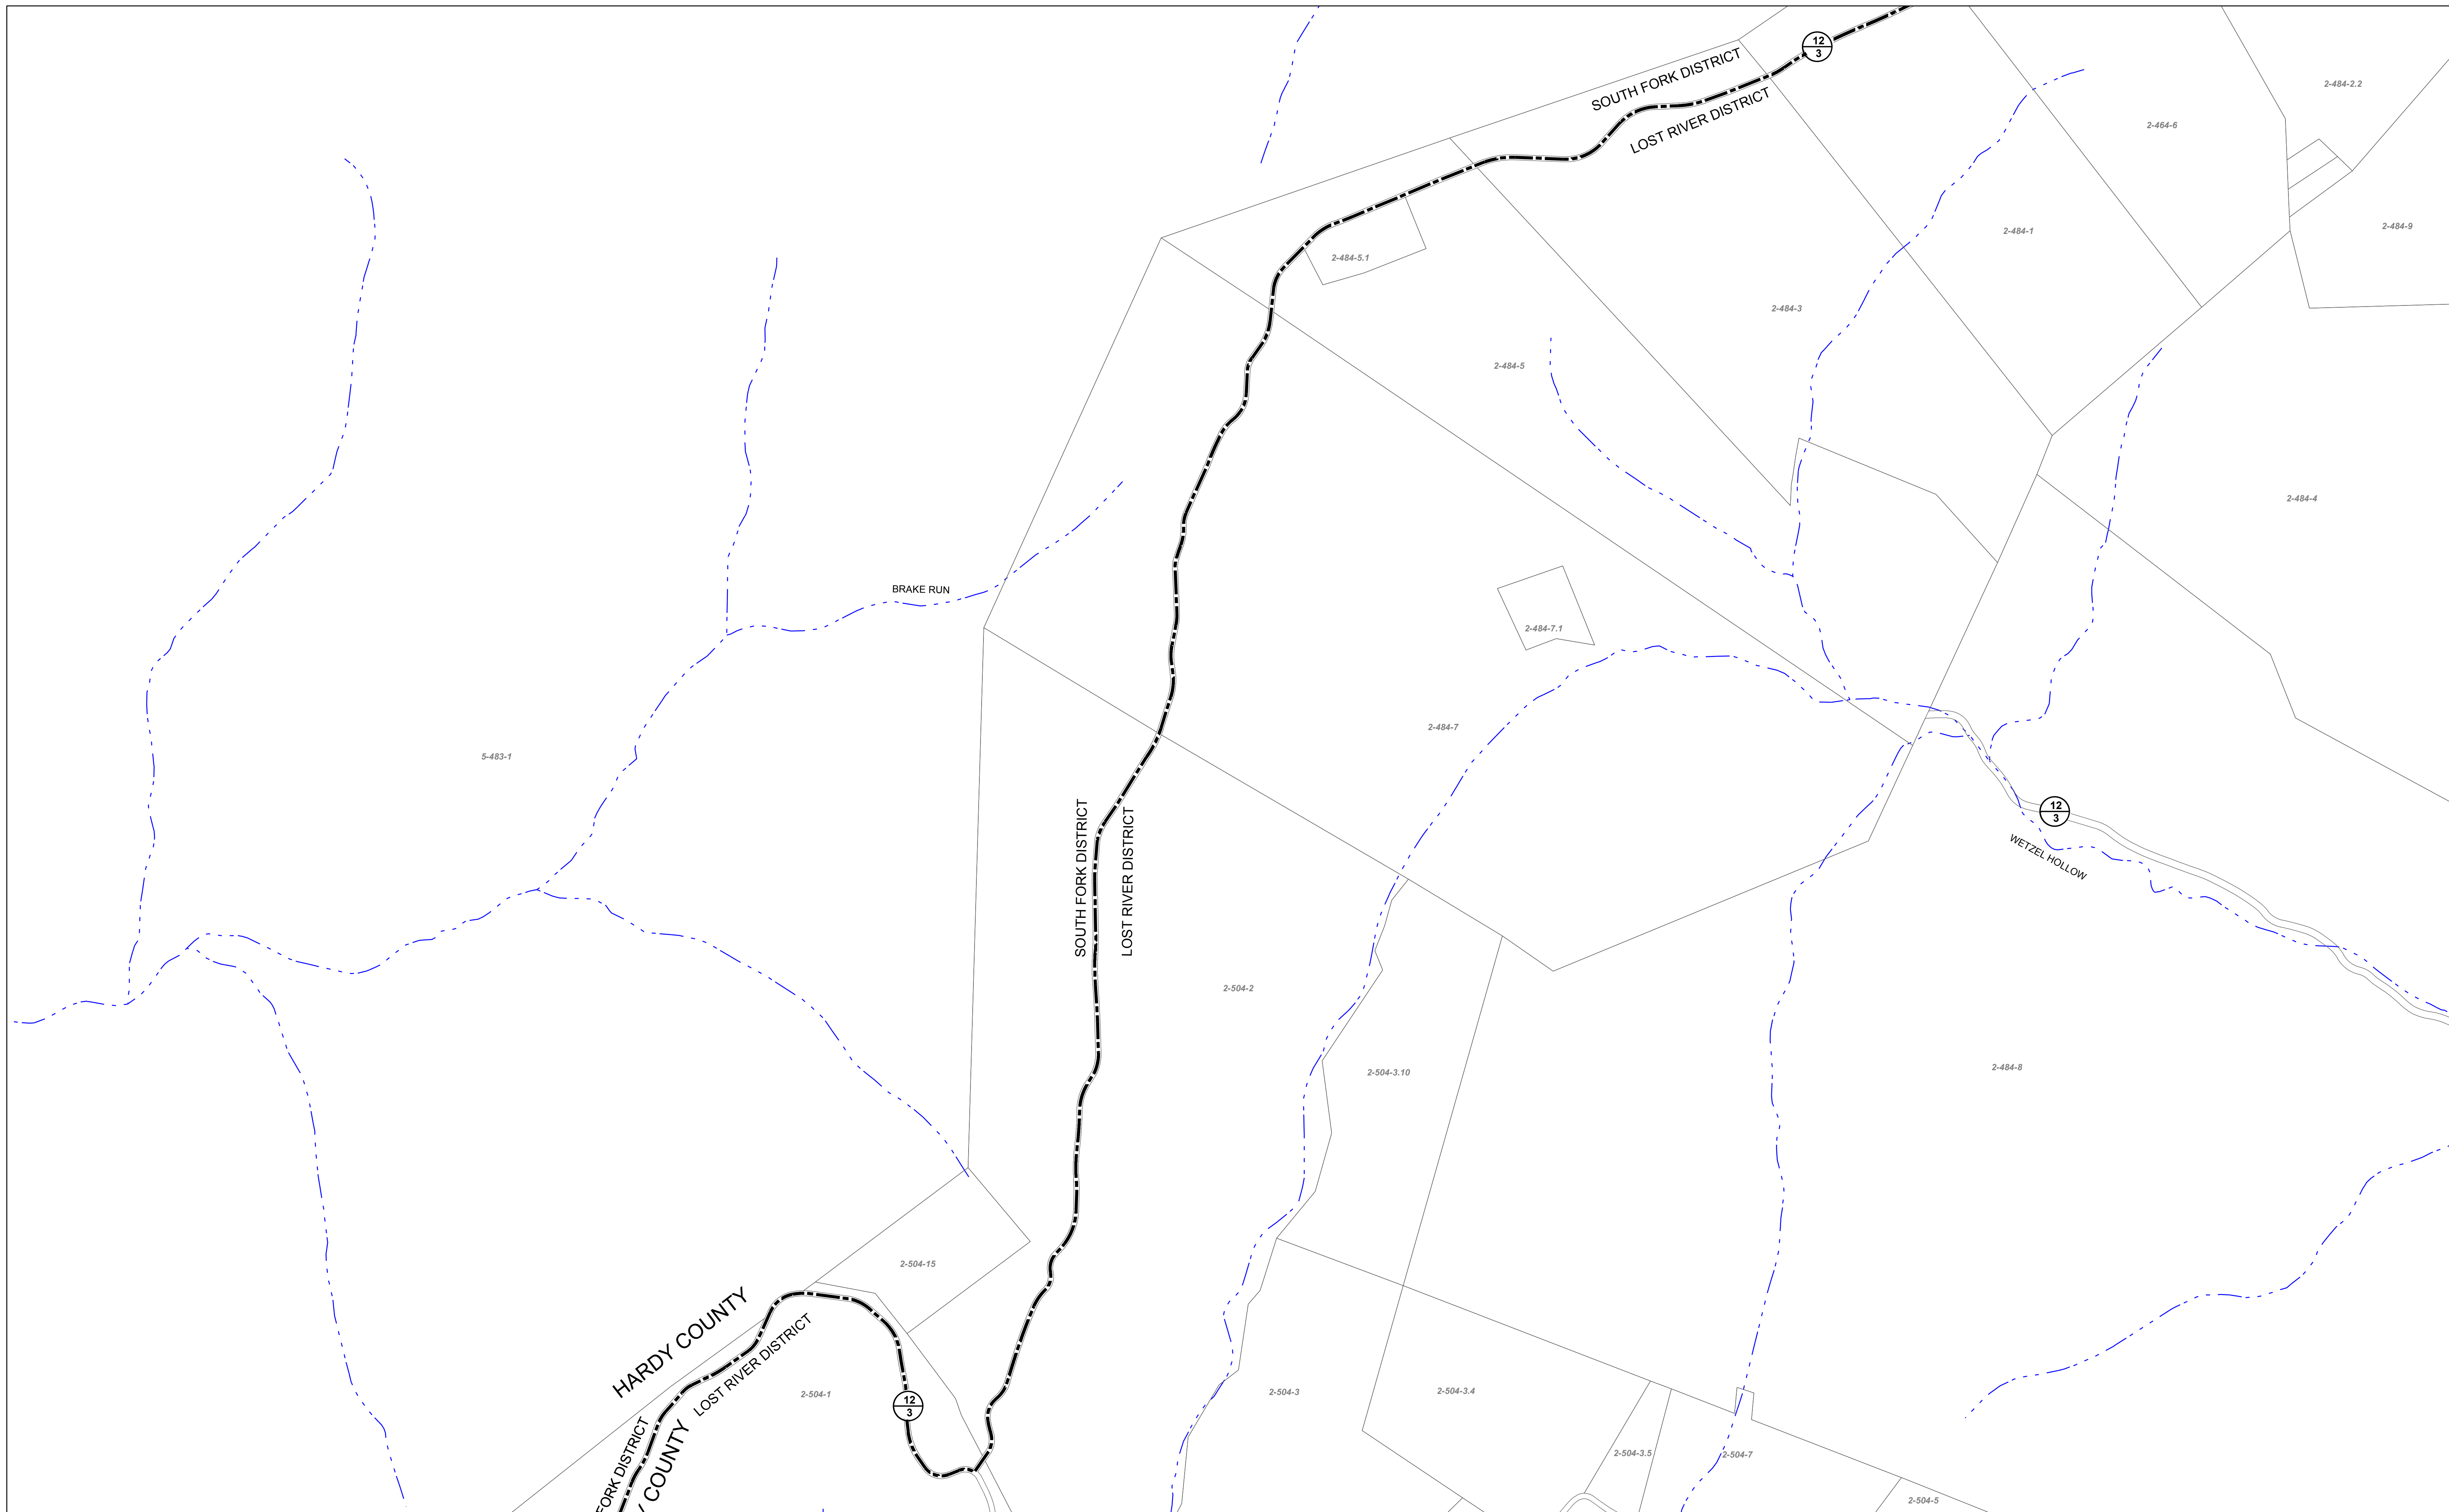 12
3
SOUTH FORK DISTRICT
LOST RIVER DISTRICT
2-484-2.2
2-464-6
2-484-1
2-484-9
2-484-5.1
2-484-3
2-484-5
2-484-4
BRAKE RUN
2-484-7.1
2-484-7
5-483-1
12
3
WETZEL HOLLOW
SOUTH FORK DISTRICT
LOST RIVER DISTRICT
2-504-2
2-504-3.10
2-484-8
2-504-15
HARDY COUNTY
LOST RIVER DISTRICT
2-504-1
12
3
2-504-3
2-504-3.4
2-504-3.5
2-504-7
2-504-5
FORK DISTRICT
Y COUNTY